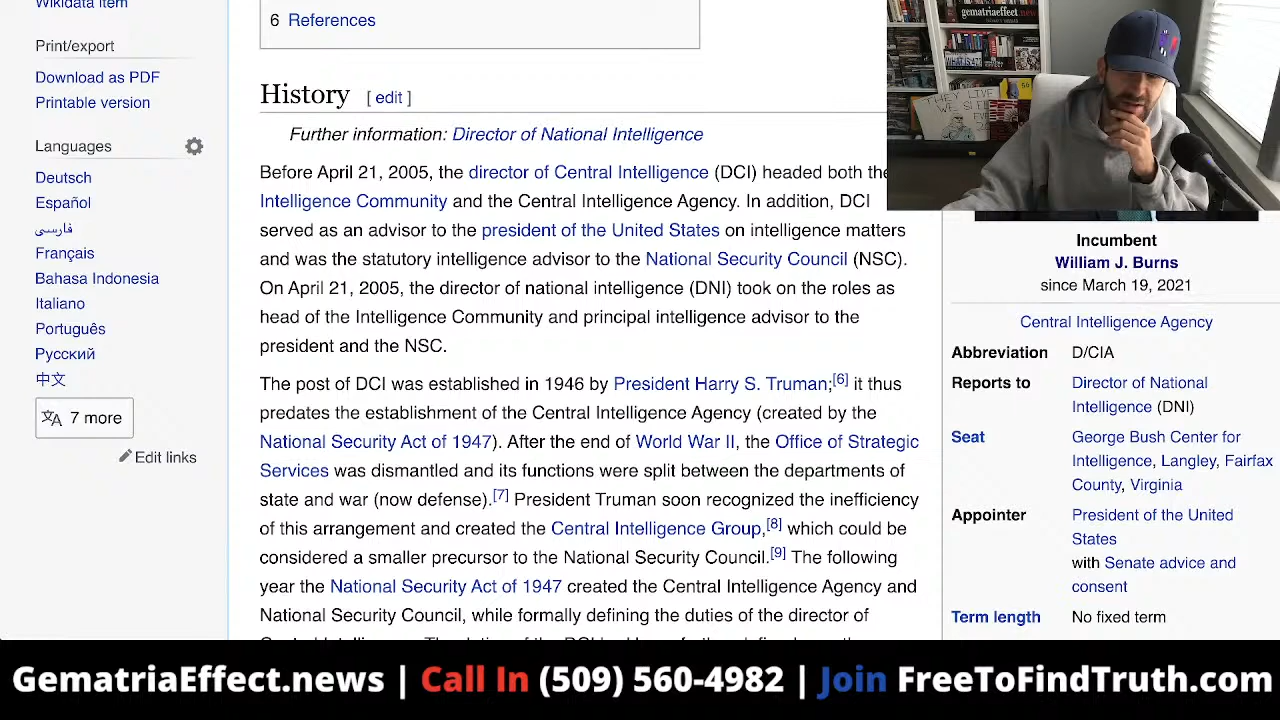 Wikidata item
Print/export
Download as PDF
Printable version
Languages
Deutsch
Español
فارسی
Français
Bahasa Indonesia
Italiano
Português
Русский
中文
7 more
Edit links
6 References
History [ edit ]
Further information: Director of National Intelligence
Before April 21, 2005, the director of Central Intelligence (DCI) headed both the
Intelligence Community and the Central Intelligence Agency. In addition, DCI
served as an advisor to the president of the United States on intelligence matters
and was the statutory intelligence advisor to the National Security Council (NSC).
On April 21, 2005, the director of national intelligence (DNI) took on the roles as
head of the Intelligence Community and principal intelligence advisor to the
president and the NSC.
The post of DCI was established in 1946 by President Harry S. Truman;[6] it thus
predates the establishment of the Central Intelligence Agency (created by the
National Security Act of 1947). After the end of World War II, the Office of Strategic
Services was dismantled and its functions were split between the departments of
state and war (now defense).[7] President Truman soon recognized the inefficiency
of this arrangement and created the Central Intelligence Group,[8] which could be
considered a smaller precursor to the National Security Council.[9] The following
year the National Security Act of 1947 created the Central Intelligence Agency and
National Security Council, while formally defining the duties of the director of
gematriaeffect.news
THEY LIVE
WE SLEEP
Incumbent
William J. Burns
since March 19, 2021
Central Intelligence Agency
Abbreviation D/CIA
Reports to Director of National
Intelligence (DNI)
Seat George Bush Center for
Intelligence, Langley, Fairfax
County, Virginia
Appointer President of the United
States
with Senate advice and
consent
Term length No fixed term
GematriaEffect.news | Call In (509) 560-4982 | Join FreeToFindTruth.com